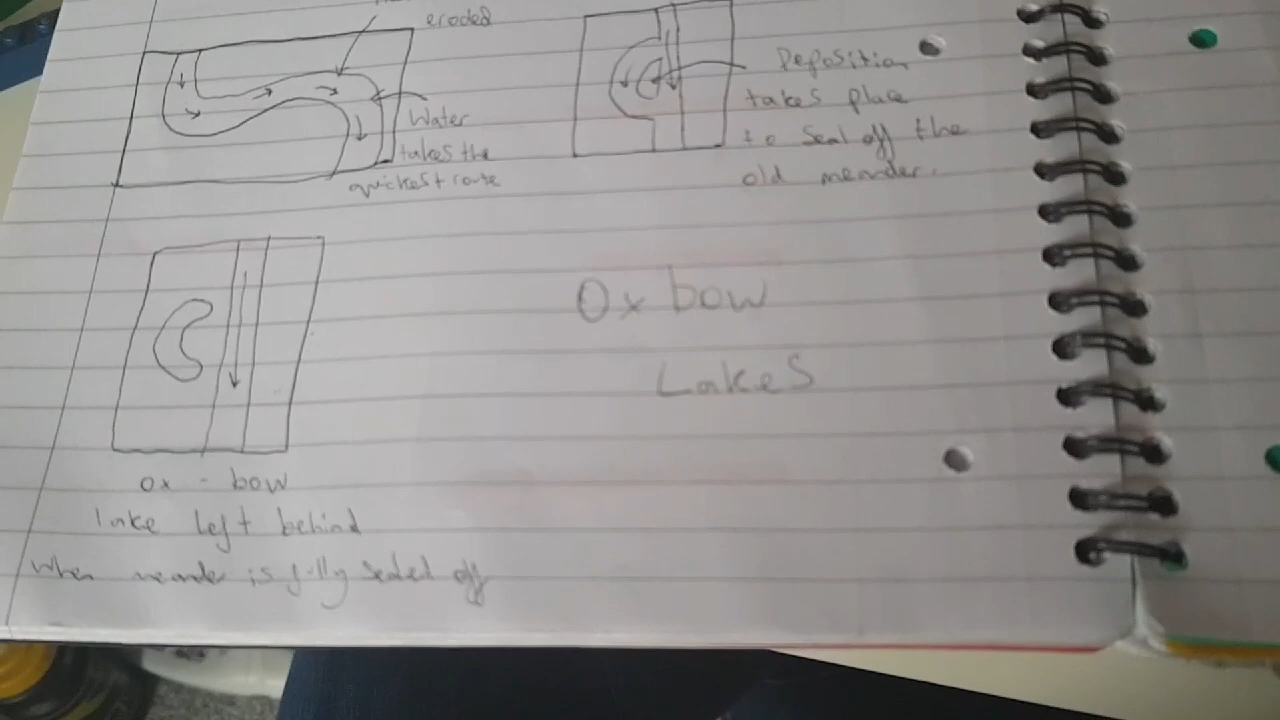 eroded
Water
takes the
quickest route
Deposition
takes place
to seal off the
old meander.
Ox bow
Lakes
ox - bow
lake left behind
when meander is fully sealed off